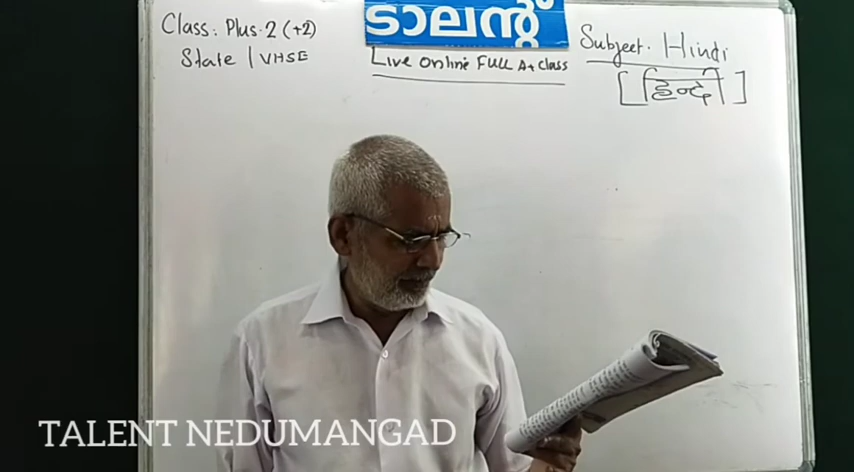 Class: Plus-2 (+2)
State / VHSE
ടാലന്റ്
Live Online Full A+ Class
Subject. Hindi
[हिन्दी]
TALENT NEDUMANGAD